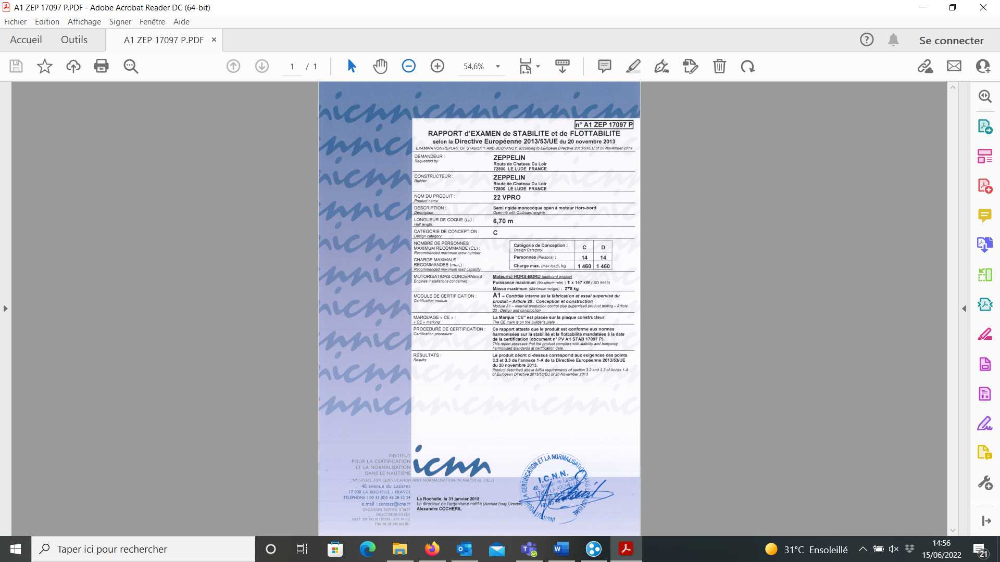 A1 ZEP 17097 P.PDF - Adobe Acrobat Reader DC (64-bit)
Fichier Edition Affichage Signer Fenêtre Aide
Accueil Outils A1 ZEP 17097 P.PDF × Se connecter
1 / 1 54,6%
icnnicnnicnnicnn
n° A1 ZEP 17097 P
RAPPORT d'EXAMEN de STABILITE et de FLOTTABILITE
selon la Directive Européenne 2013/53/UE du 20 novembre 2013
EXAMINATION REPORT OF STABILITY AND BUOYANCY, according to European Directive 2013/53/EU of 20 November 2013
DEMANDEUR : ZEPPELIN
Requested by: Route de Chateau Du Loir
72800 LE LUDE FRANCE
CONSTRUCTEUR : ZEPPELIN
Builder: Route de Chateau Du Loir
72800 LE LUDE FRANCE
NOM DU PRODUIT : 22 VPRO
Product name:
DESCRIPTION : Semi rigide monocoque open à moteur Hors-bord
Description: Open rib with Outboard engine
LONGUEUR DE COQUE (LH) : 6,70 m
Hull length:
CATEGORIE DE CONCEPTION : C
Design category:
NOMBRE DE PERSONNES
MAXIMUM RECOMMANDE (CL) :
Recommended maximum crew number:
CHARGE MAXIMALE
RECOMMANDEE (mMTL) :
Recommended maximum load capacity:
Catégorie de Conception : C D
Design Category:
Personnes (Persons) : 14 14
Charge max. (max load), kg 1 460 1 460
MOTORISATIONS CONCERNEES : Moteur(s) HORS-BORD (outboard engine)
Engines installations concerned: Puissance maximum (Maximum rate) : 1 x 147 kW (ISO 8665)
Masse maximum (Maximum weight) : 278 kg
MODULE DE CERTIFICATION : A1 – Contrôle interne de la fabrication et essai supervisé du
Certification module: produit – Article 20 : Conception et construction
Module A1 – Internal production control plus supervised product testing – Article
20 : Design and construction
MARQUAGE « CE » : La Marque "CE" est placée sur la plaque constructeur.
« CE » marking: The CE mark is on the builder's plate
PROCEDURE DE CERTIFICATION : Ce rapport atteste que le produit est conforme aux normes
Certification procedure: harmonisées sur la stabilité et la flottabilité mandatées à la date
de la certification (document n° PV A1 STAB 17097 P).
This report assesses that the product complies with stability and buoyancy
harmonised standards at certification date.
RESULTATS : Le produit décrit ci-dessus correspond aux exigences des points
Results: 3.2 et 3.3 de l'annexe 1-A de la Directive Européenne 2013/53/UE
du 20 novembre 2013.
Product described above fulfils requirements of section 3.2 and 3.3 of Annex 1-A
of European Directive 2013/53/EU of 20 November 2013
INSTITUT
POUR LA CERTIFICATION
ET LA NORMALISATION
DANS LE NAUTISME
icnn
INSTITUTE FOR CERTIFICATION AND NORMALISATION IN NAUTICAL FIELD
40, avenue du Lazaret
17 000 LA ROCHELLE - FRANCE
TÉLÉPHONE : 00 33 (0)5 46 28 32 24
e.mail : contact@icnn.fr
ORGANISME NOTIFIÉ n°0607
DIRECTIVE 2013/53/UE
SIRET 399 843 051 00034 - APE 9411Z
TVA FR 05 399 843 051
La Rochelle, le 31 janvier 2018
Le directeur de l'organisme notifié (Notified Body Director) :
Alexandre COCHERIL
INSTITUT POUR LA CERTIFICATION ET LA NORMALISATION DANS LE NAUTISME
I.C.N.N.
40, Avenue du Lazaret
17000 LA ROCHELLE
Taper ici pour rechercher
31°C Ensoleillé
14:56
15/06/2022
21